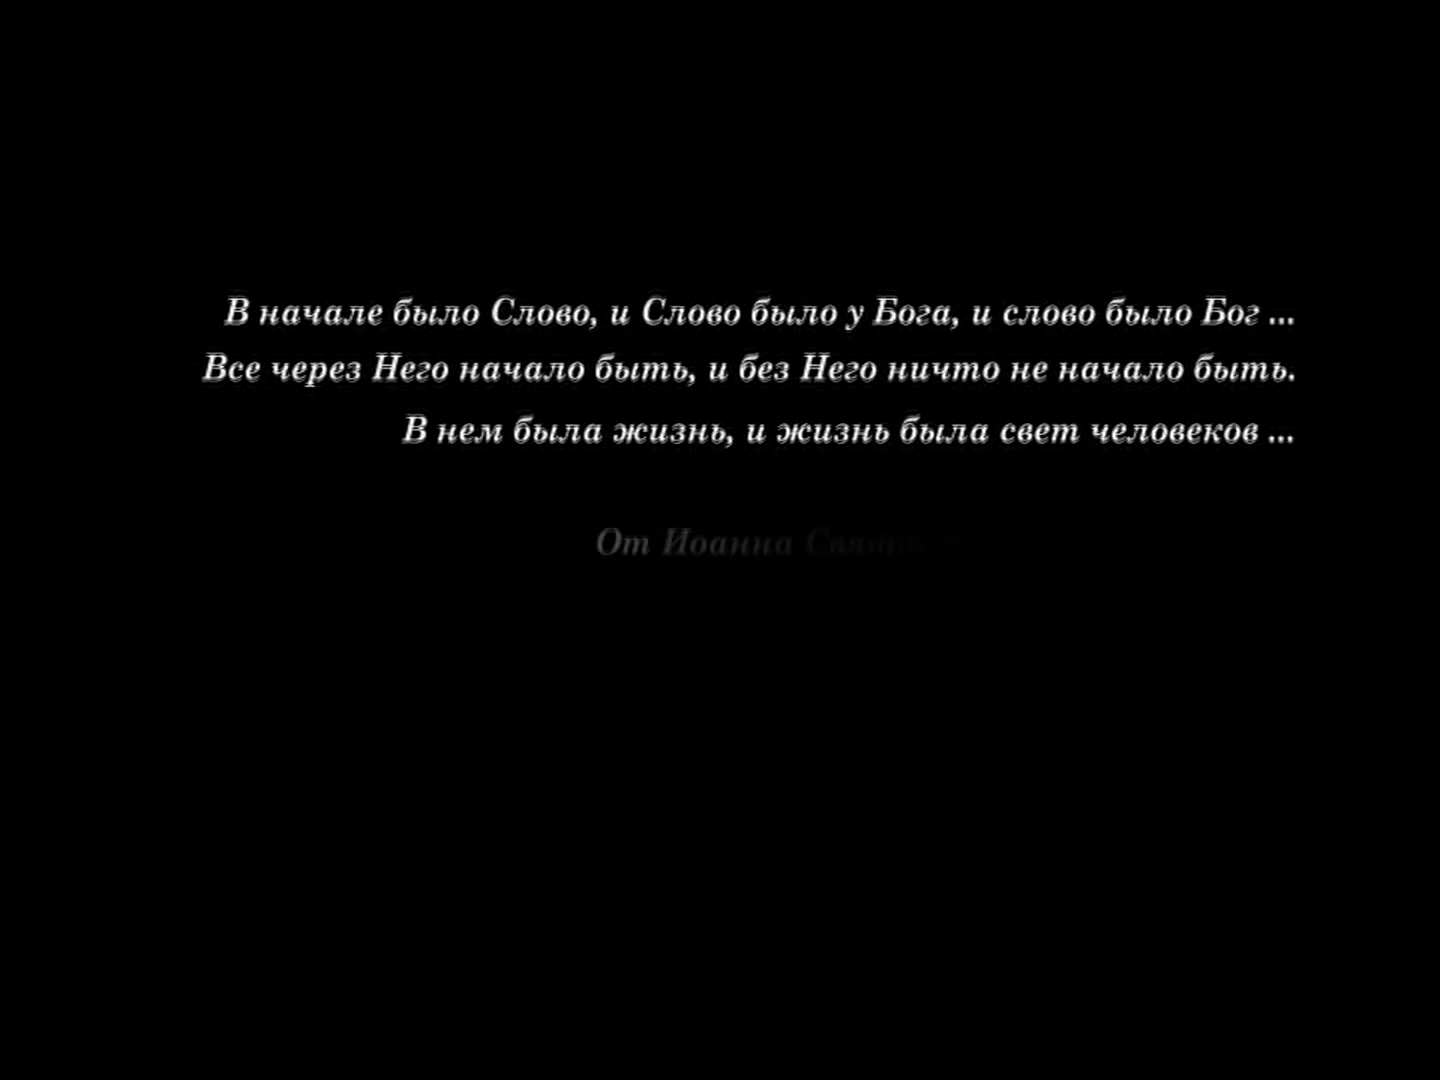 В начале было Слово, и Слово было у Бога, и слово было Бог ...
Все через Него начало быть, и без Него ничто не начало быть.
В нем была жизнь, и жизнь была свет человеков ...
От Иоанна